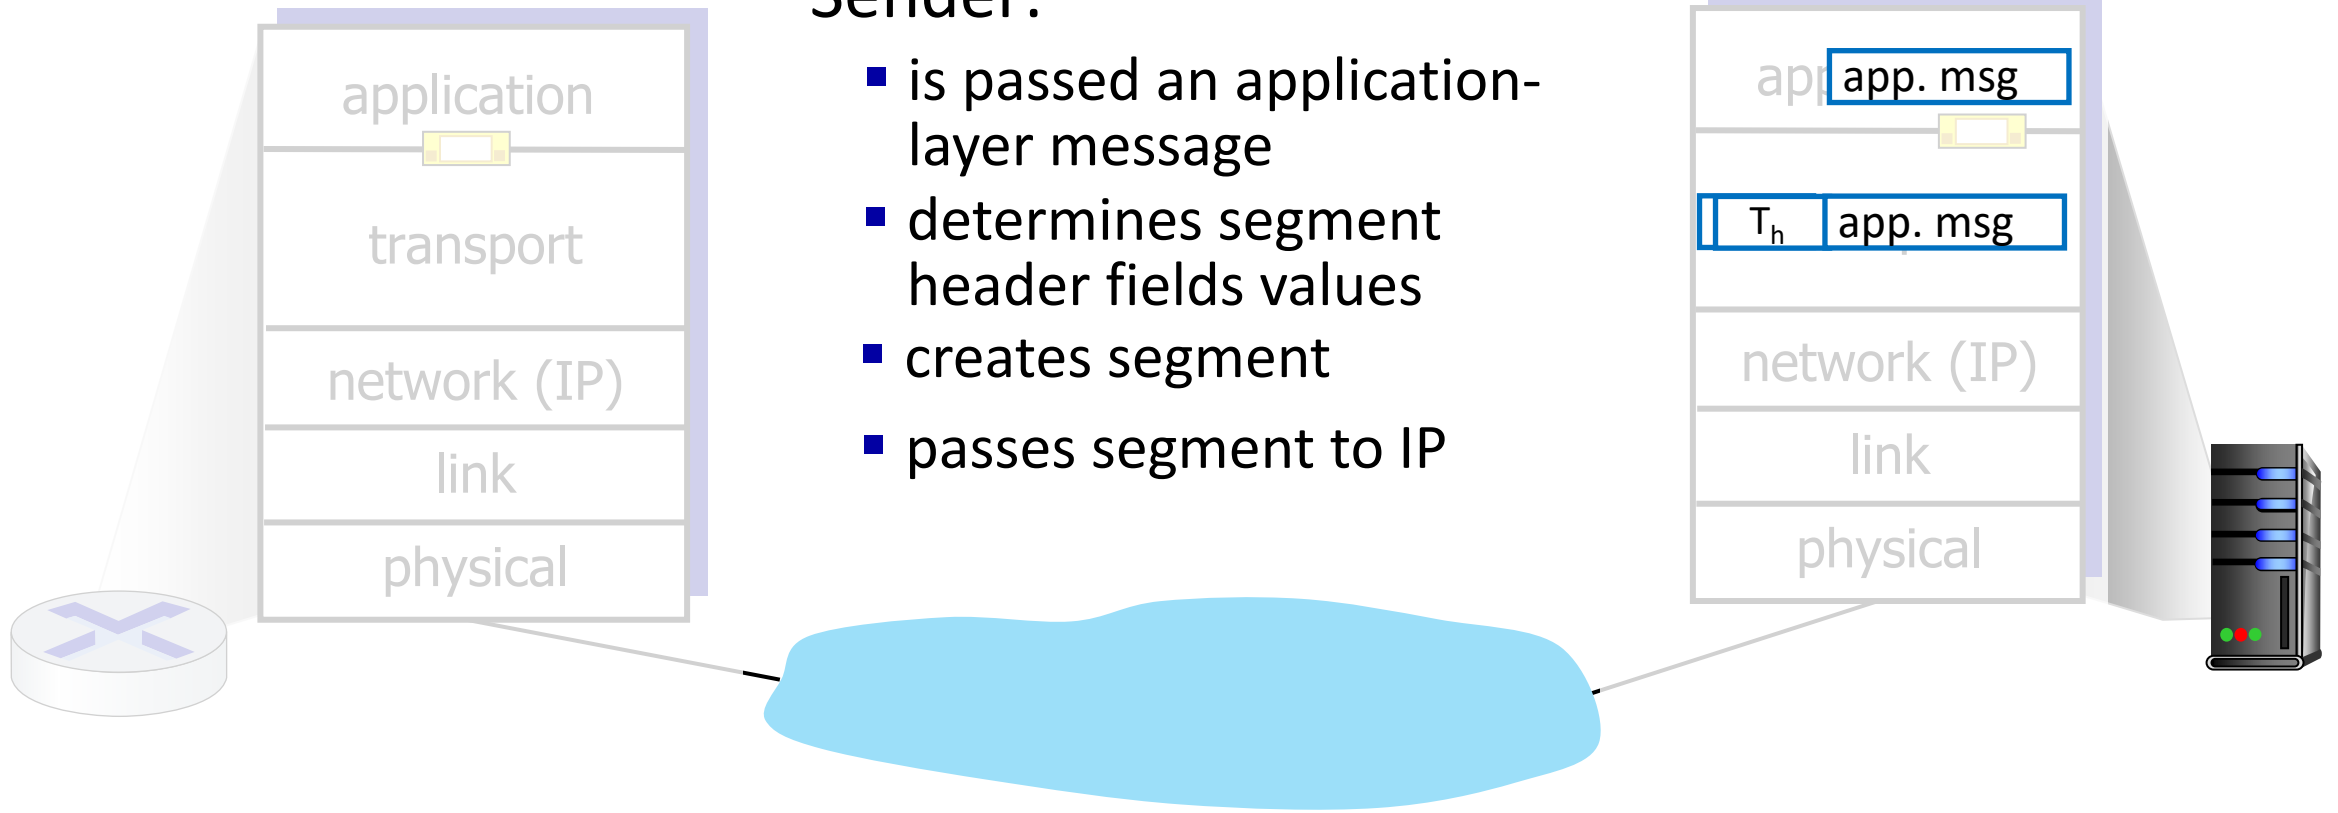 application
transport
network (IP)
link
physical
Sender:
is passed an application-
layer message
determines segment
header fields values
creates segment
passes segment to IP
app. msg
Th app. msg
network (IP)
link
physical